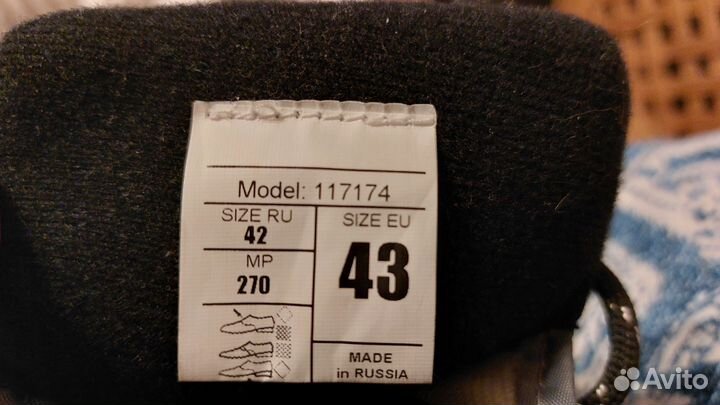 Model: 117174
SIZE RU
42
MP
270
SIZE EU
43
MADE
in RUSSIA
Avito